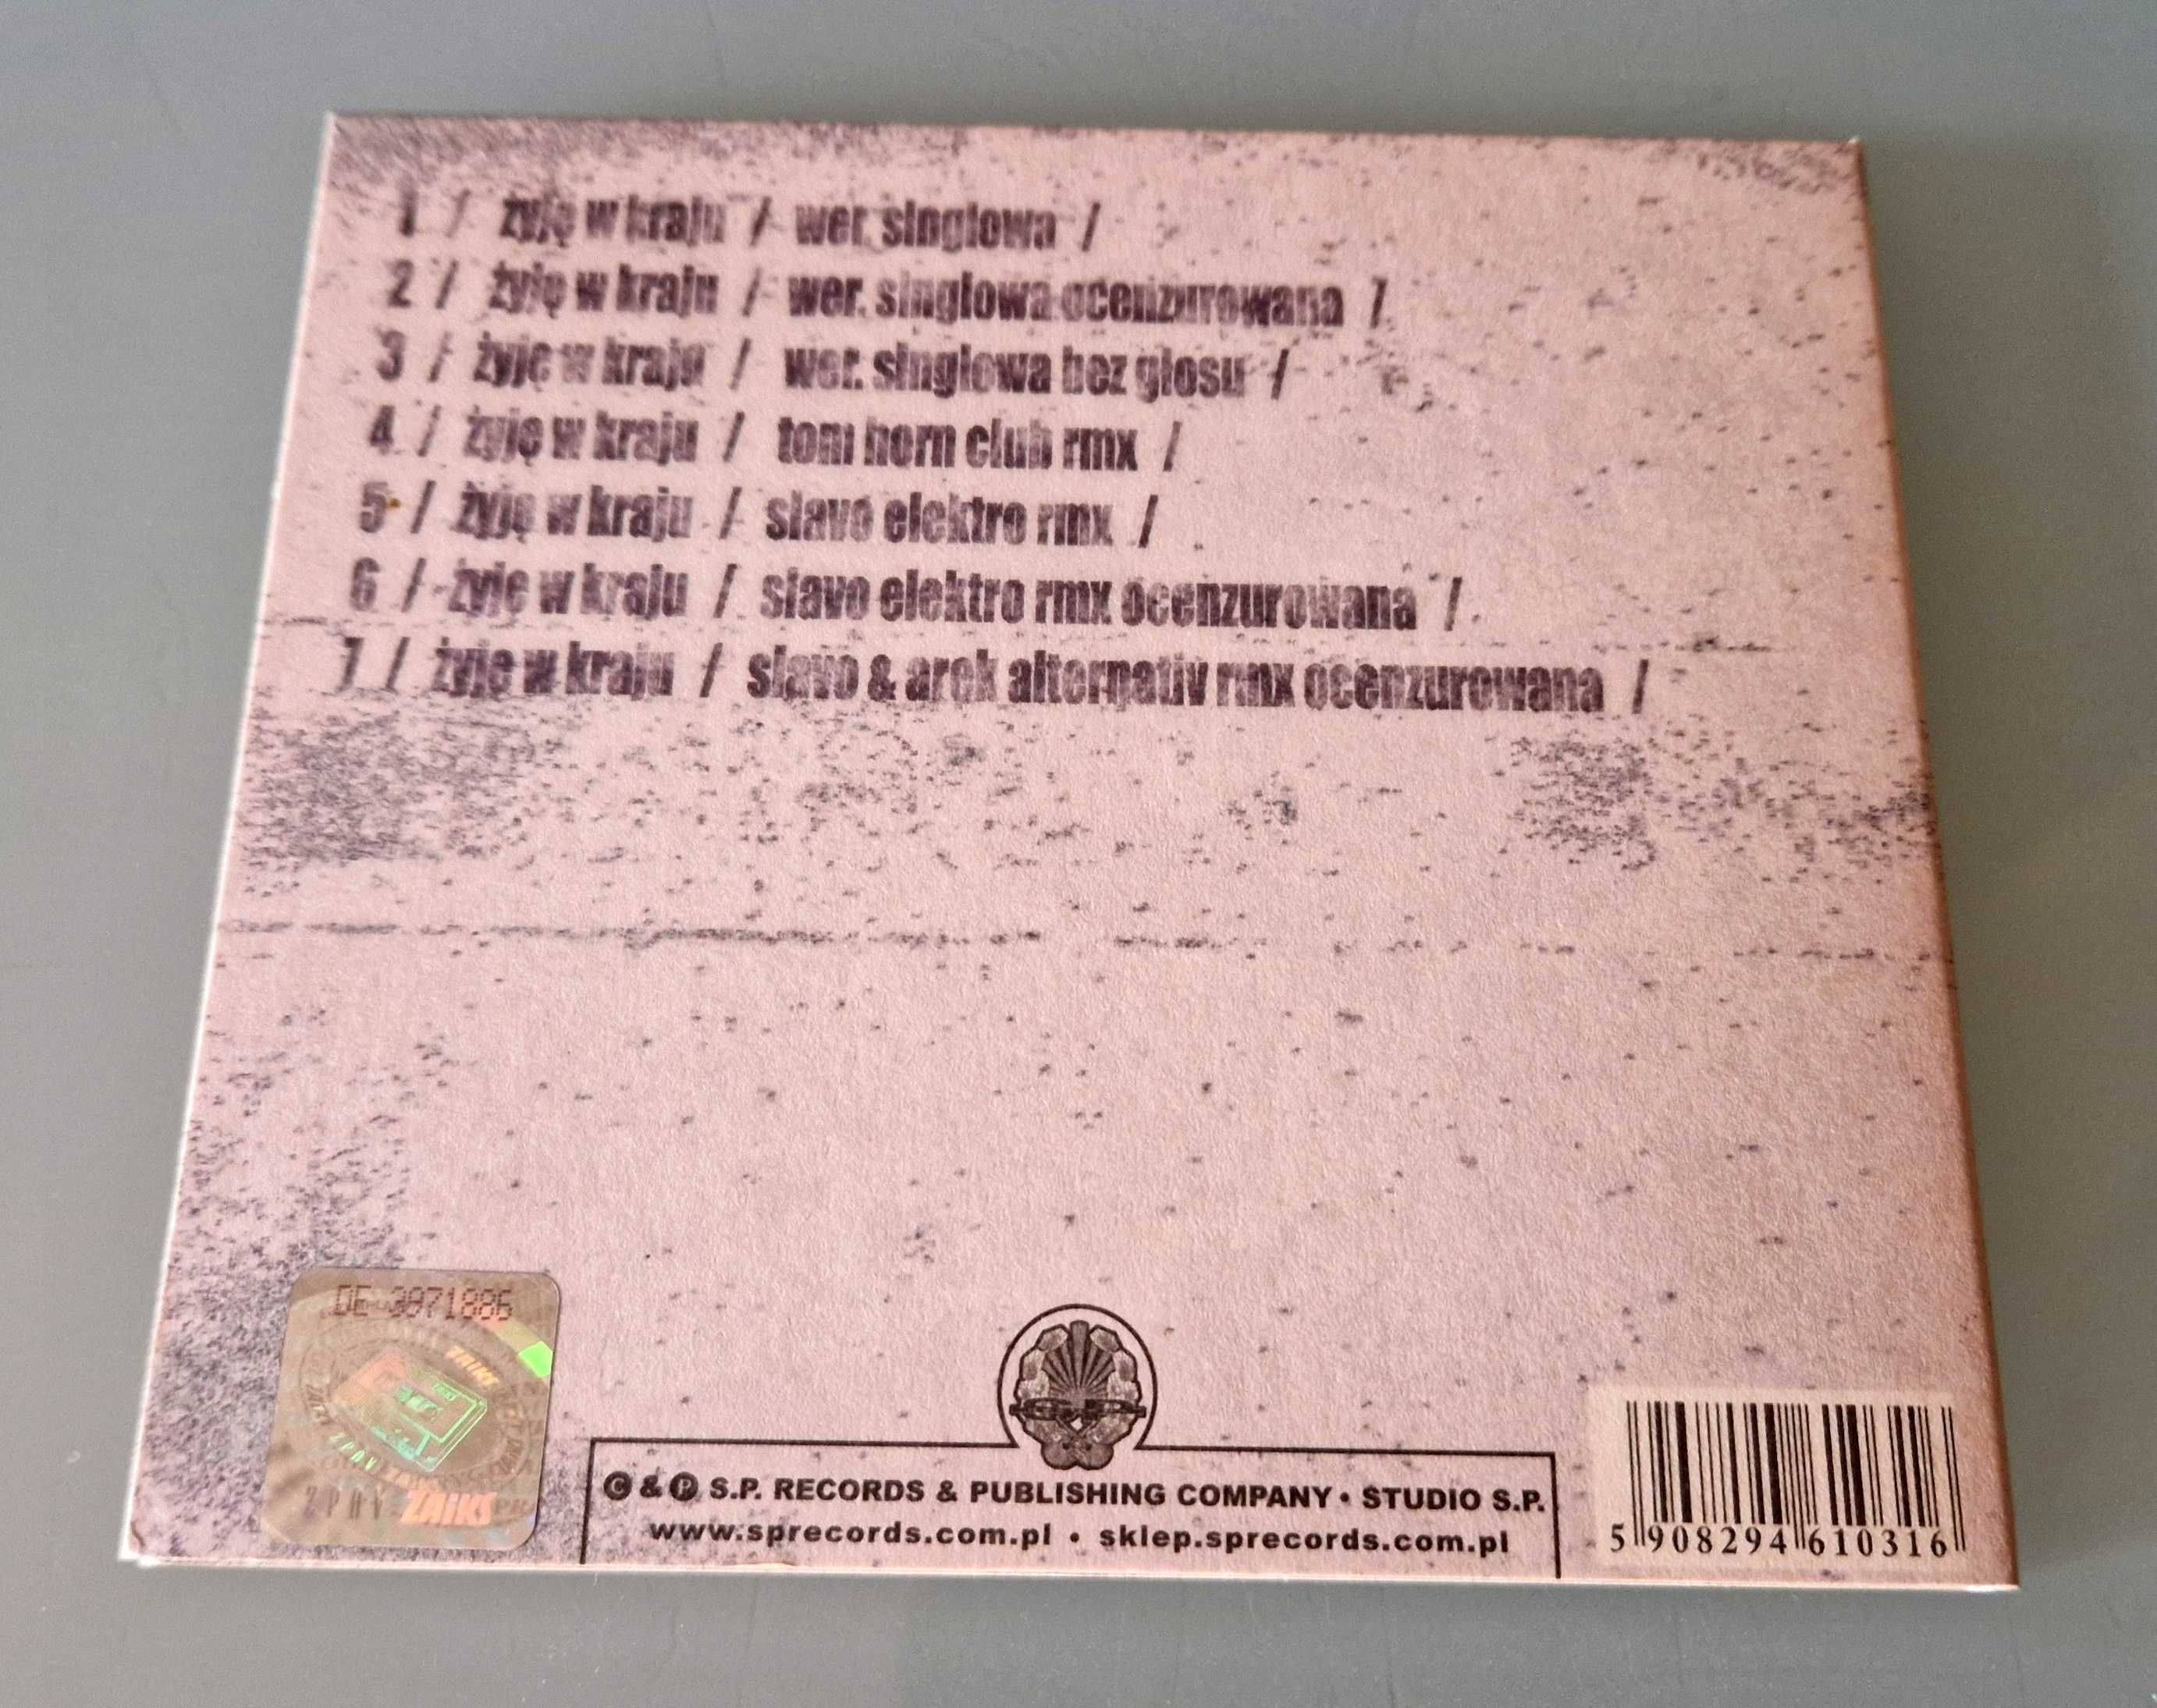 1 / żyję w kraju / wer. singlowa /
2 / żyję w kraju / wer. singlowa ocenzurowana /
3 / żyję w kraju / wer. singlowa bez głosu /
4 / żyję w kraju / tom horn club rmx /
5 / żyję w kraju / slavo elektro rmx /
6 / żyję w kraju / slavo elektro rmx ocenzurowana /
7 / żyję w kraju / slavo & arek alternativ rmx ocenzurowana /
ZPAV ZAiKS
© & ℗ S.P. RECORDS & PUBLISHING COMPANY • STUDIO S.P.
www.sprecords.com.pl • sklep.sprecords.com.pl
5 908294 610316